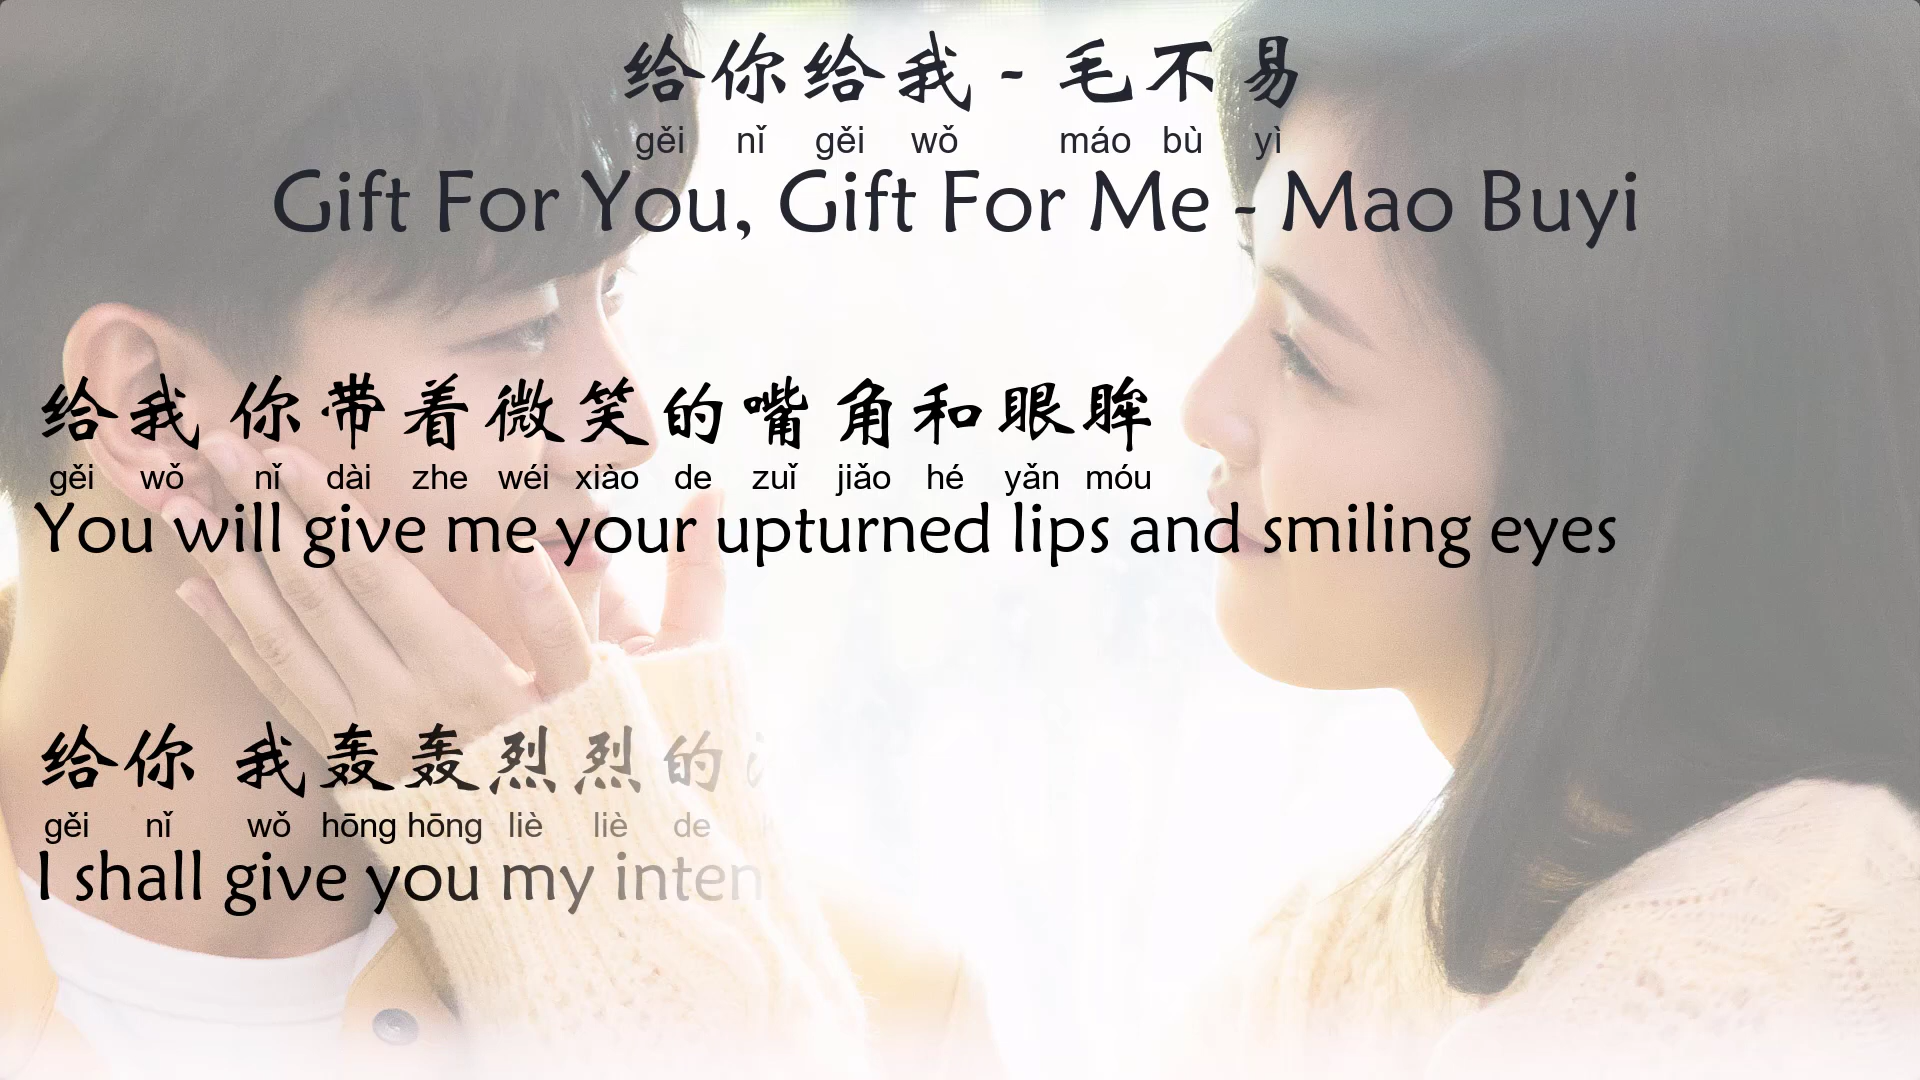 给你给我 - 毛不易
gěi nǐ gěi wǒ máo bù yì
Gift For You, Gift For Me - Mao Buyi
给我 你带着微笑的嘴角和眼眸
gěi wǒ nǐ dài zhe wéi xiào de zuǐ jiǎo hé yǎn móu
You will give me your upturned lips and smiling eyes
给你 我轰轰烈烈的
gěi nǐ wǒ hōng hōng liè liè de
I shall give you my